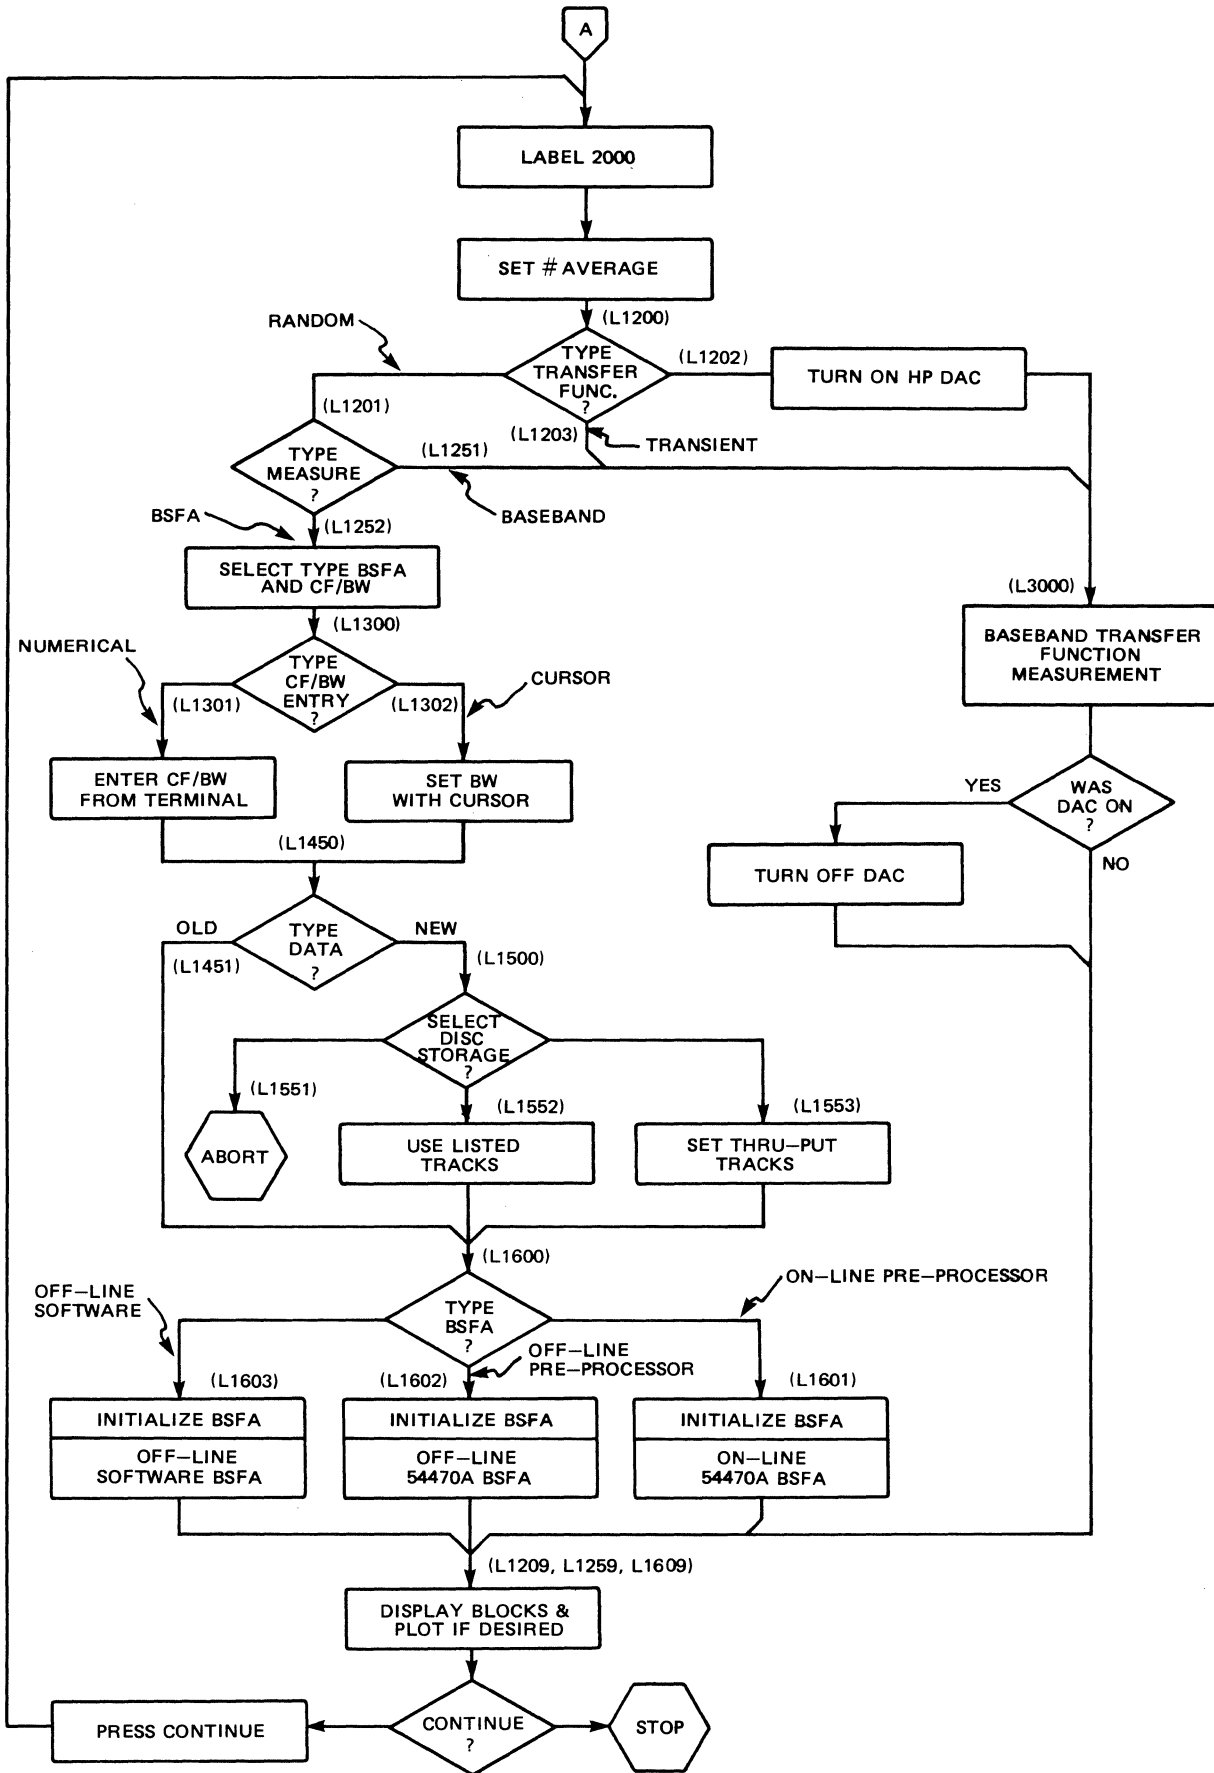 A
LABEL 2000
SET # AVERAGE
(L1200)
RANDOM
TYPE
TRANSFER
FUNC.
?
(L1202)
TURN ON HP DAC
(L1201)
(L1203)
TRANSIENT
TYPE
MEASURE
?
(L1251)
BASEBAND
BSFA
(L1252)
SELECT TYPE BSFA
AND CF/BW
(L1300)
(L3000)
BASEBAND TRANSFER
FUNCTION
MEASUREMENT
NUMERICAL
TYPE
CF/BW
ENTRY
?
CURSOR
(L1301)
(L1302)
ENTER CF/BW
FROM TERMINAL
SET BW
WITH CURSOR
YES
WAS
DAC ON
?
NO
TURN OFF DAC
(L1450)
OLD
(L1451)
TYPE
DATA
?
NEW
(L1500)
SELECT
DISC
STORAGE
?
(L1551)
(L1552)
(L1553)
ABORT
USE LISTED
TRACKS
SET THRU-PUT
TRACKS
(L1600)
OFF-LINE
SOFTWARE
TYPE
BSFA
?
ON-LINE PRE-PROCESSOR
OFF-LINE
PRE-PROCESSOR
(L1603)
(L1602)
(L1601)
INITIALIZE BSFA
OFF-LINE
SOFTWARE BSFA
INITIALIZE BSFA
OFF-LINE
54470A BSFA
INITIALIZE BSFA
ON-LINE
54470A BSFA
(L1209, L1259, L1609)
DISPLAY BLOCKS &
PLOT IF DESIRED
PRESS CONTINUE
CONTINUE
?
STOP